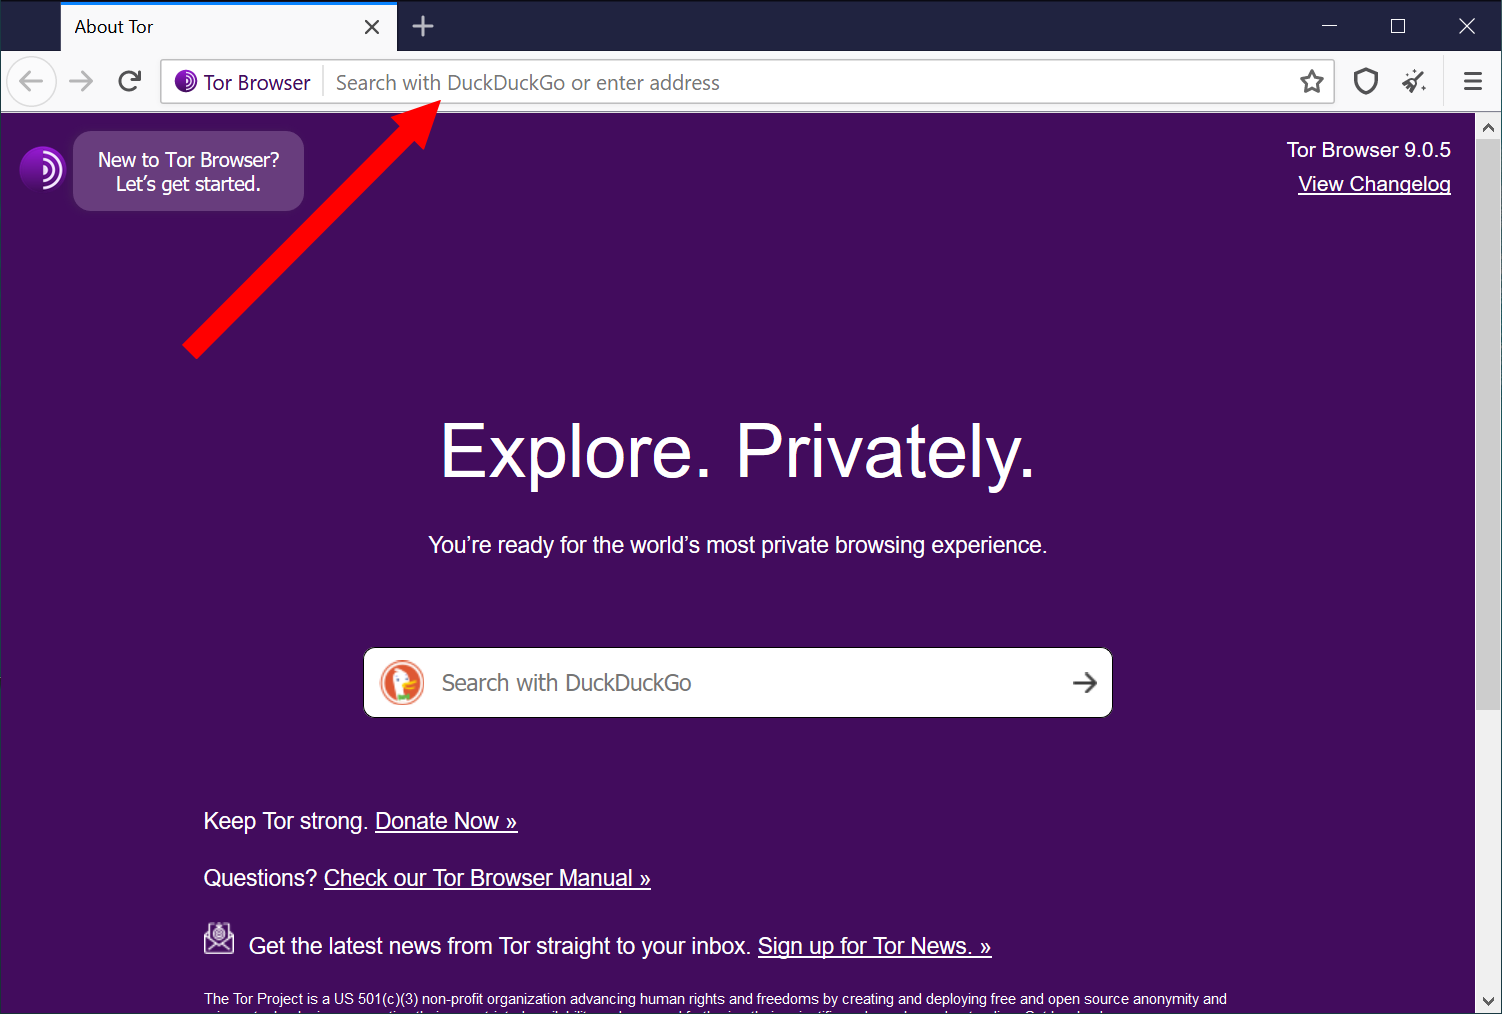 About Tor
Tor Browser
Search with DuckDuckGo or enter address
New to Tor Browser?
Let's get started.
Tor Browser 9.0.5
View Changelog
Explore. Privately.
You're ready for the world's most private browsing experience.
Search with DuckDuckGo
Keep Tor strong. Donate Now »
Questions? Check our Tor Browser Manual »
Get the latest news from Tor straight to your inbox. Sign up for Tor News. »
The Tor Project is a US 501(c)(3) non-profit organization advancing human rights and freedoms by creating and deploying free and open source anonymity and